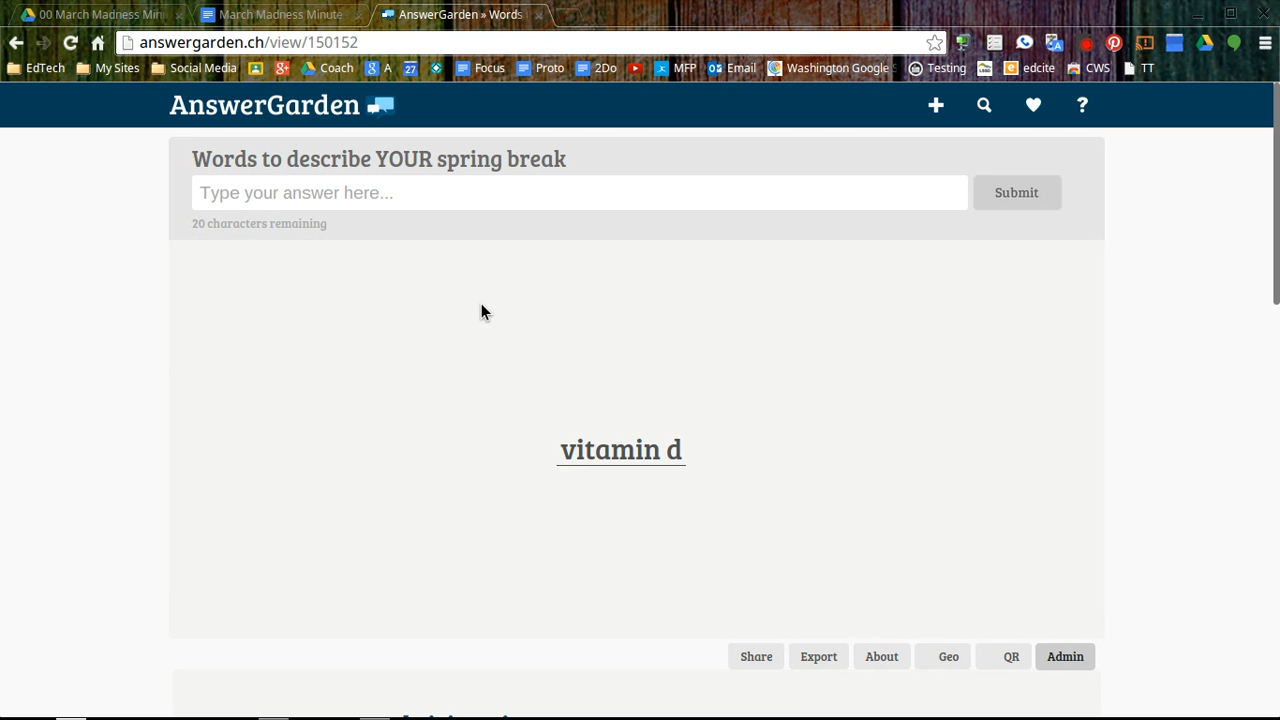 00 March Madness Min
March Madness Minute
AnswerGarden » Words
answergarden.ch/view/150152
EdTech My Sites Social Media Coach A 27 Focus Proto 2Do MFP Email Washington Google Testing edcite CWS TT
AnswerGarden
Words to describe YOUR spring break
Type your answer here...
Submit
20 characters remaining
vitamin d
Share Export About Geo QR Admin